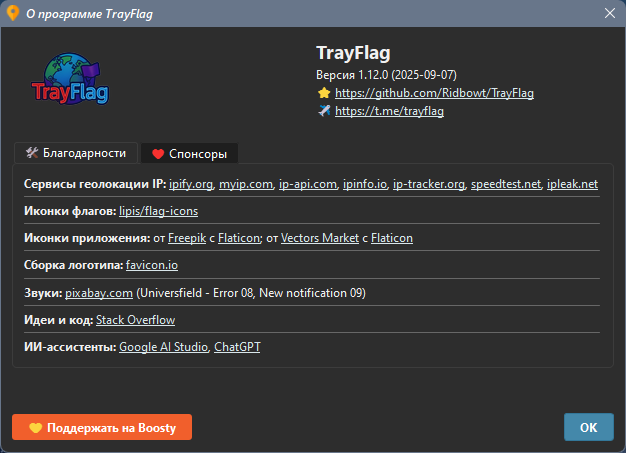 О программе TrayFlag
TrayFlag
TrayFlag
Версия 1.12.0 (2025-09-07)
https://github.com/Ridbowt/TrayFlag
https://t.me/trayflag
Благодарности
Спонсоры
Сервисы геолокации IP: ipify.org, myip.com, ip-api.com, ipinfo.io, ip-tracker.org, speedtest.net, ipleak.net
Иконки флагов: lipis/flag-icons
Иконки приложения: от Freepik с Flaticon; от Vectors Market с Flaticon
Сборка логотипа: favicon.io
Звуки: pixabay.com (Universfield - Error 08, New notification 09)
Идеи и код: Stack Overflow
ИИ-ассистенты: Google AI Studio, ChatGPT
Поддержать на Boosty
OK